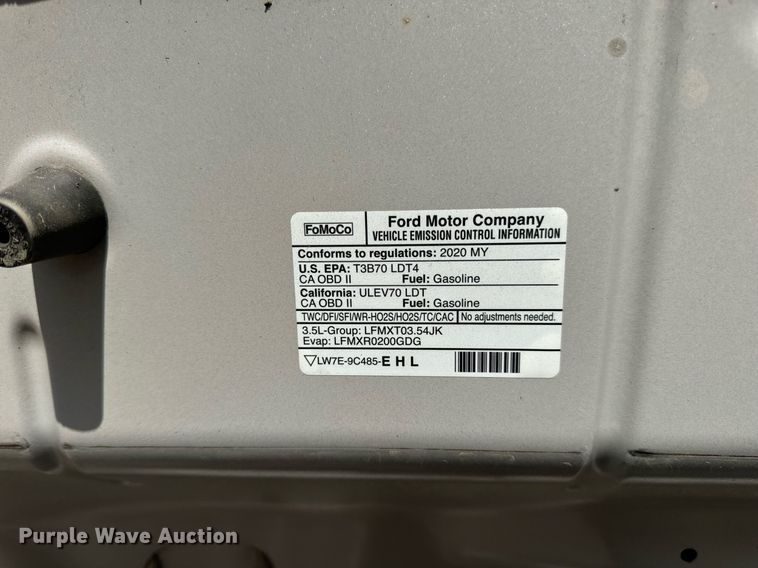 FoMoCo
Ford Motor Company
VEHICLE EMISSION CONTROL INFORMATION
Conforms to regulations: 2020 MY
U.S. EPA: T3B70 LDT4
CA OBD II Fuel: Gasoline
California: ULEV70 LDT
CA OBD II Fuel: Gasoline
TWC/DFI/SFI/WR-HO2S/HO2S/TC/CAC No adjustments needed.
3.5L-Group: LFMXT03.54JK
Evap: LFMXR0200GDG
LW7E-9C485-E H L
Purple Wave Auction